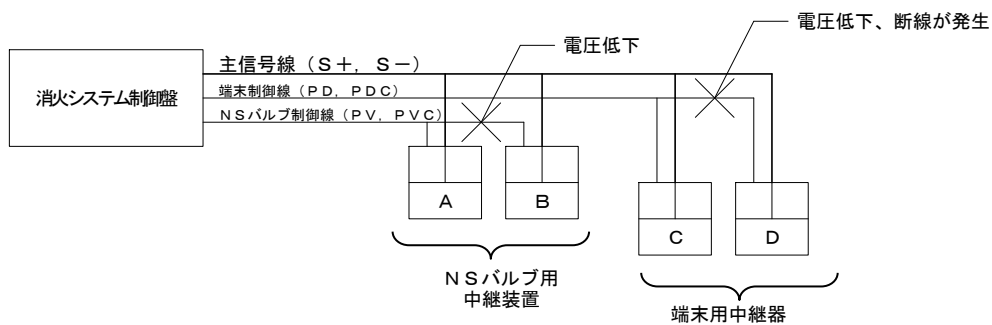 電圧低下、断線が発生
電圧低下
主信号線（S＋，S－）
端末制御線（PD，PDC）
NSバルブ制御線（PV，PVC）
消火システム制御盤
A
B
C
D
NSバルブ用
中継装置
端末用中継器